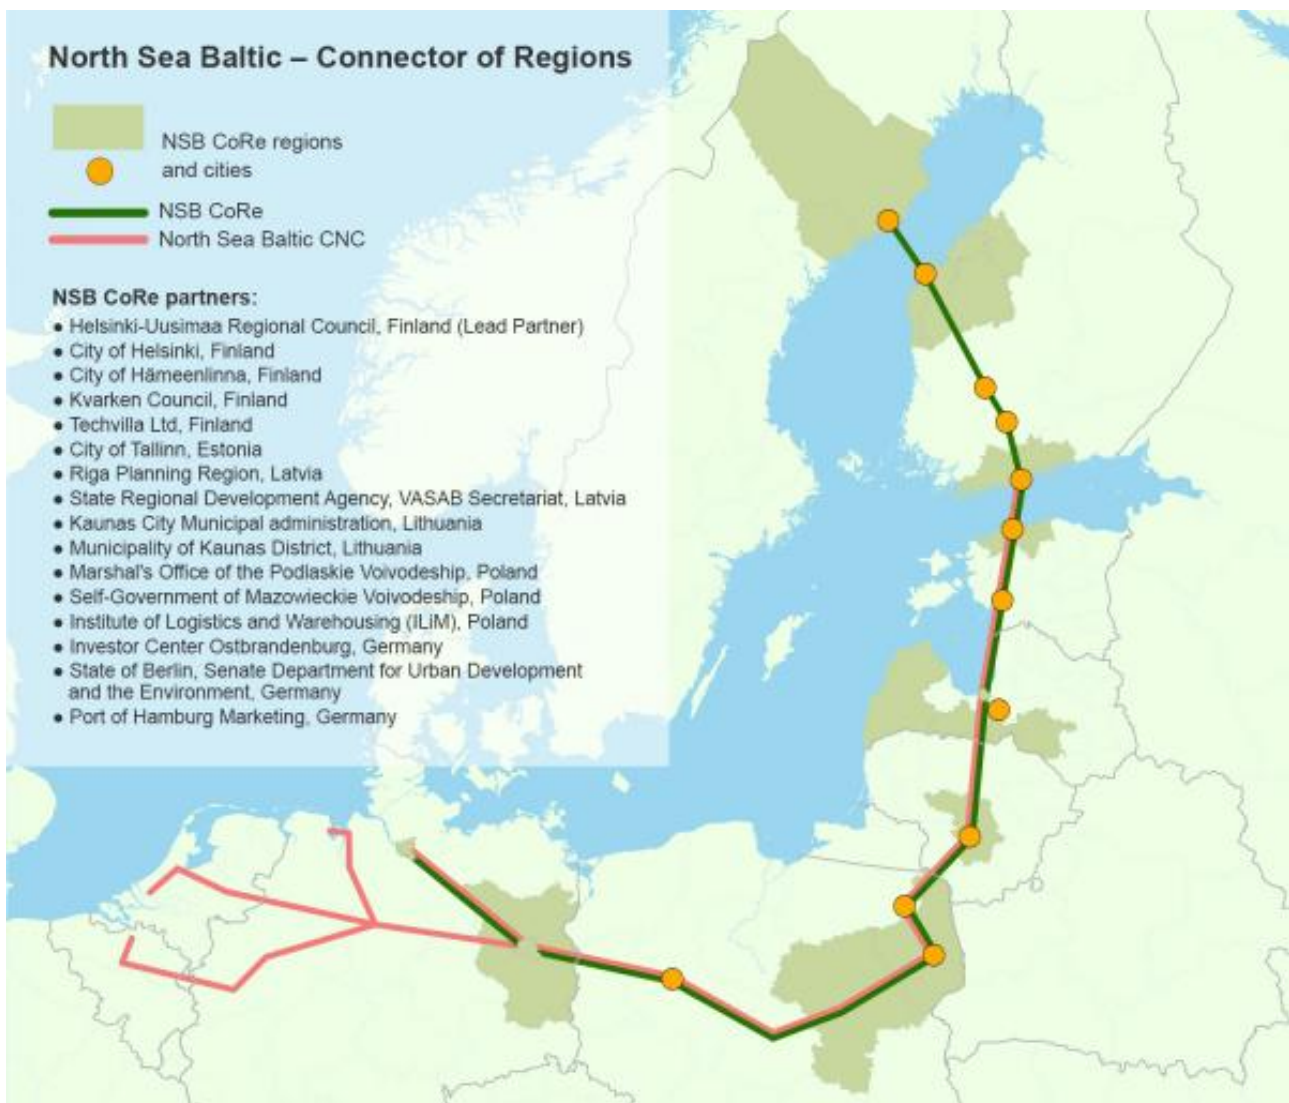 North Sea Baltic – Connector of Regions
NSB CoRe regions
and cities
NSB CoRe
North Sea Baltic CNC
NSB CoRe partners:
● Helsinki-Uusimaa Regional Council, Finland (Lead Partner)
● City of Helsinki, Finland
● City of Hämeenlinna, Finland
● Kvarken Council, Finland
● Techvilla Ltd, Finland
● City of Tallinn, Estonia
● Riga Planning Region, Latvia
● State Regional Development Agency, VASAB Secretariat, Latvia
● Kaunas City Municipal administration, Lithuania
● Municipality of Kaunas District, Lithuania
● Marshal's Office of the Podlaskie Voivodeship, Poland
● Self-Government of Mazowieckie Voivodeship, Poland
● Institute of Logistics and Warehousing (ILiM), Poland
● Investor Center Ostbrandenburg, Germany
● State of Berlin, Senate Department for Urban Development
and the Environment, Germany
● Port of Hamburg Marketing, Germany